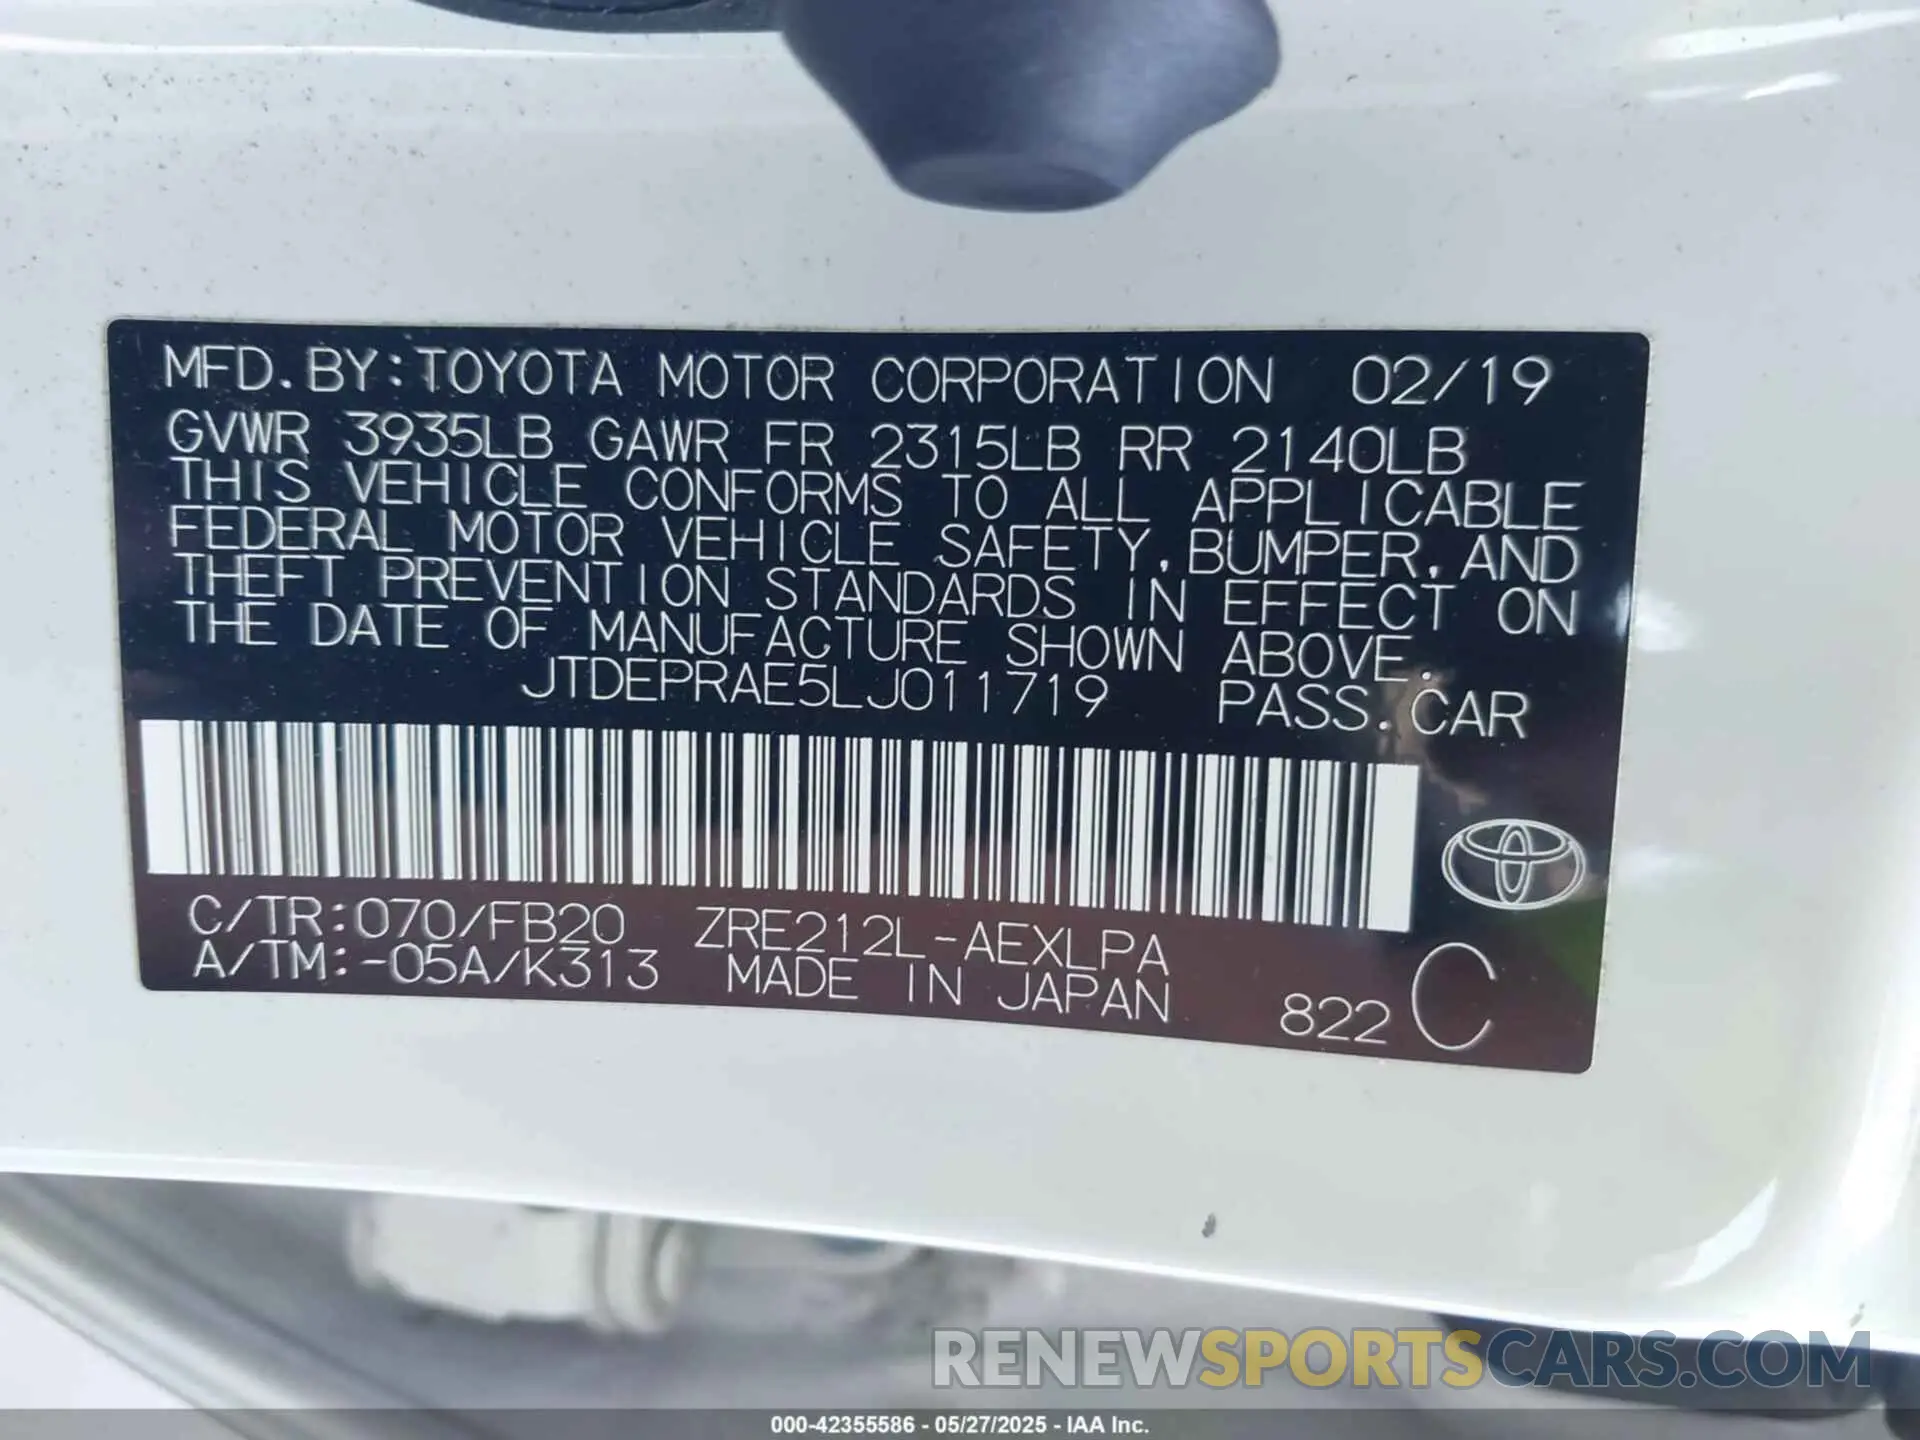 MFD.BY:TOYOTA MOTOR CORPORATION 02/19
GVWR 3935LB GAWR FR 2315LB RR 2140LB
THIS VEHICLE CONFORMS TO ALL APPLICABLE
FEDERAL MOTOR VEHICLE SAFETY,BUMPER,AND
THEFT PREVENTION STANDARDS IN EFFECT ON
THE DATE OF MANUFACTURE SHOWN ABOVE.
JTDEPRAE5LJ011719 PASS.CAR
C/TR:070/FB20 ZRE212L-AEXLPA
A/TM:-05A/K313 MADE IN JAPAN 822 C
RENEWSPORTSCARS.COM
000-42355586 - 05/27/2025 - IAA Inc.